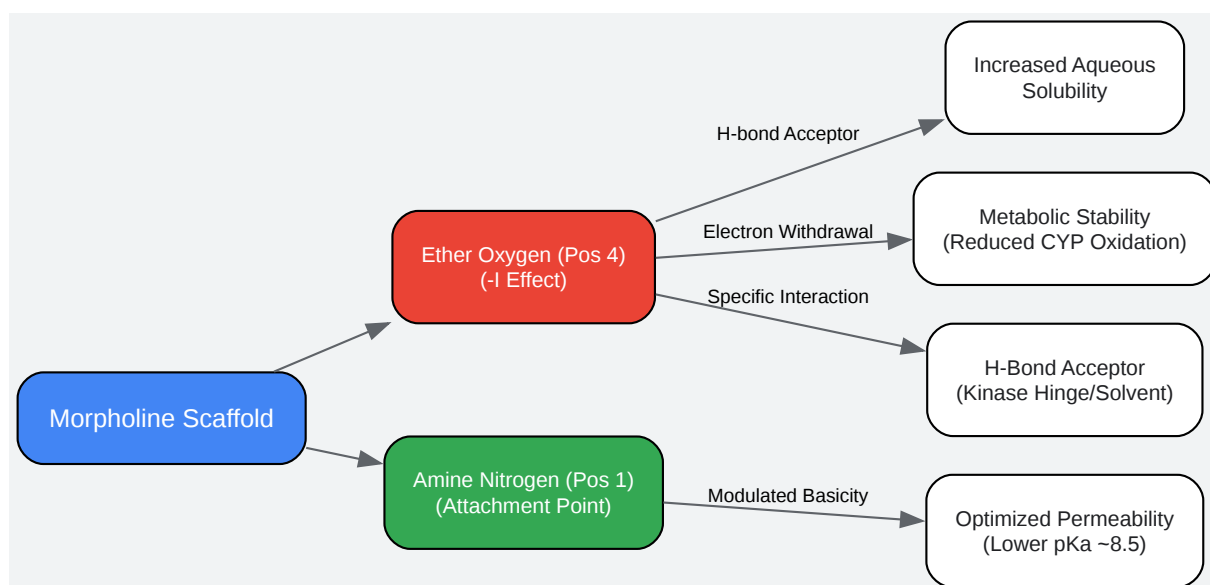 Increased Aqueous
Solubility
H-bond Acceptor
Metabolic Stability
(Reduced CYP Oxidation)
Electron Withdrawal
Ether Oxygen (Pos 4)
(-I Effect)
Specific Interaction
H-Bond Acceptor
(Kinase Hinge/Solvent)
Morpholine Scaffold
Amine Nitrogen (Pos 1)
(Attachment Point)
Modulated Basicity
Optimized Permeability
(Lower pKa ~8.5)